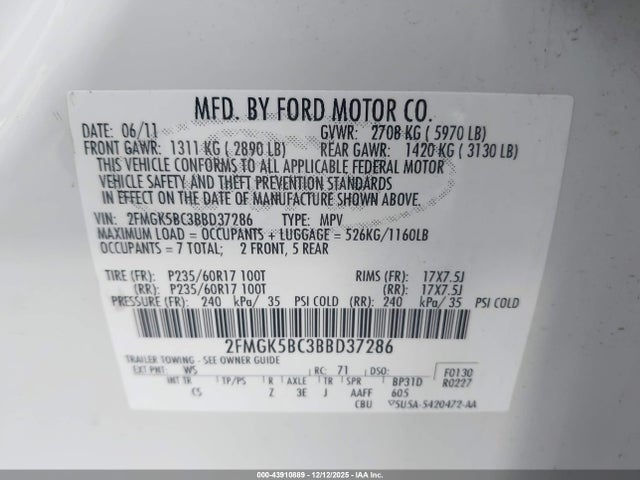 MFD. BY FORD MOTOR CO.
DATE: 06/11 GVWR: 2708 KG ( 5970 LB)
FRONT GAWR: 1311 KG ( 2890 LB) REAR GAWR: 1420 KG ( 3130 LB)
THIS VEHICLE CONFORMS TO ALL APPLICABLE FEDERAL MOTOR
VEHICLE SAFETY AND THEFT PREVENTION STANDARDS
IN EFFECT ON THE DATE OF MANUFACTURE SHOWN ABOVE.
VIN: 2FMGK5BC3BBD37286 TYPE: MPV
MAXIMUM LOAD = OCCUPANTS + LUGGAGE = 526KG/1160LB
OCCUPANTS = 7 TOTAL; 2 FRONT, 5 REAR
TIRE (FR): P235/60R17 100T RIMS (FR): 17X7.5J
(RR): P235/60R17 100T (RR): 17X7.5J
PRESSURE (FR): 240 kPa/ 35 PSI COLD (RR): 240 kPa/ 35 PSI COLD
2FMGK5BC3BBD37286
TRAILER TOWING - SEE OWNER GUIDE
EXT PNT: WS RC: 71 DSO: F0130
INT TR TP/PS R AXLE TR SPR BP31D R0227
CS Z 3E J AAFF 605
CBU 5U5A-5420472-AA
000-43910889 - 12/12/2025 - IAAI.COM